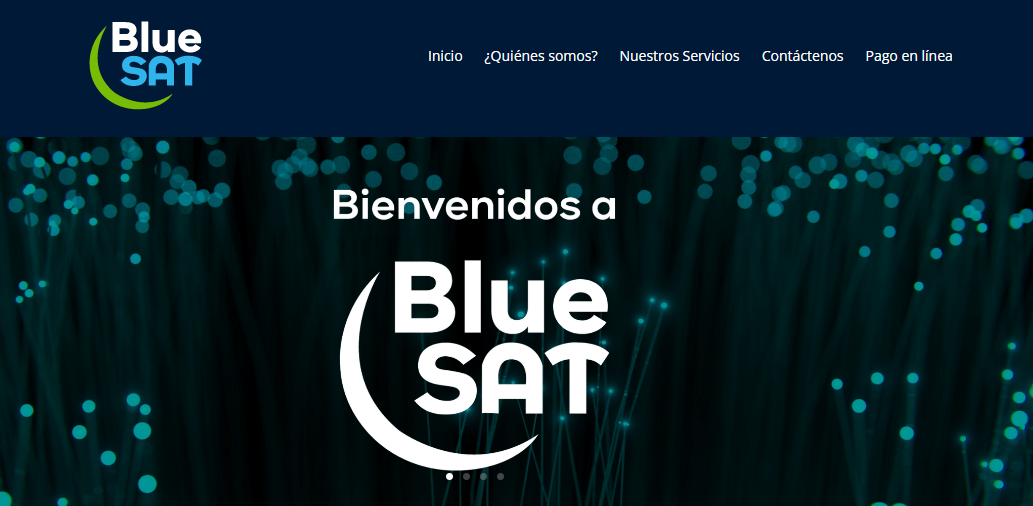 Blue
SAT
Inicio ¿Quiénes somos? Nuestros Servicios Contáctenos Pago en línea
Bienvenidos a
Blue
SAT